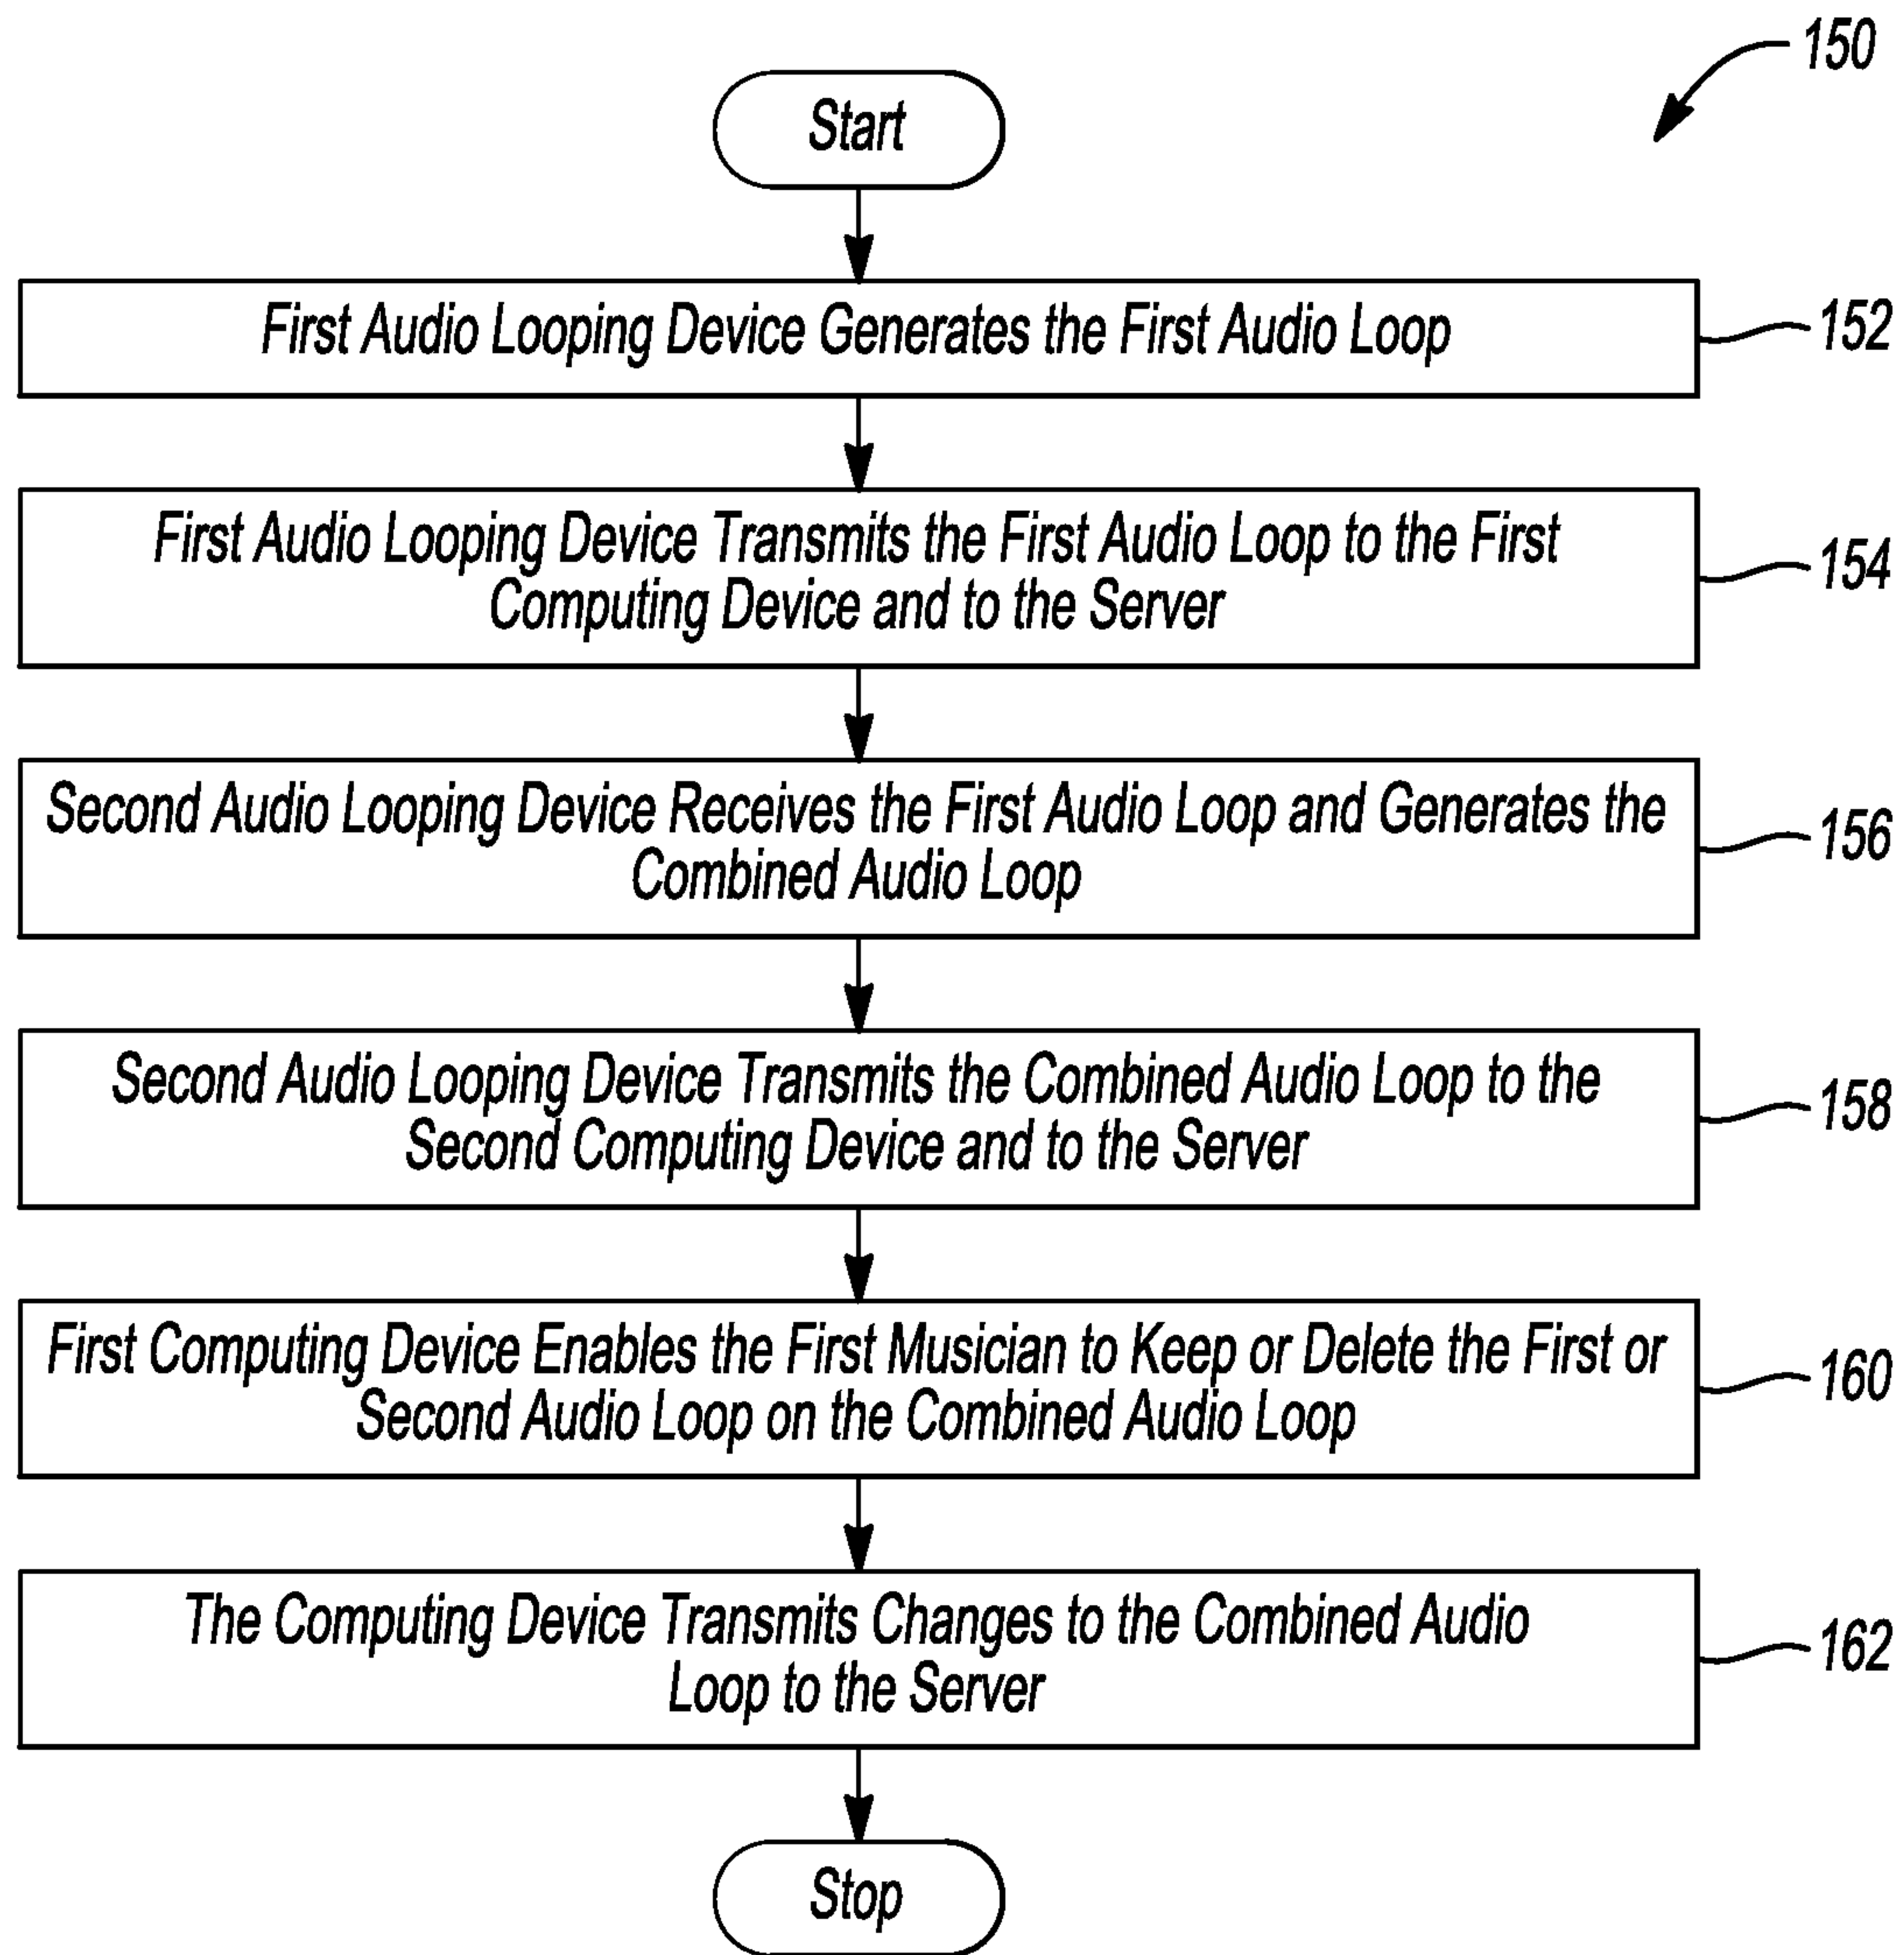 150
Start
First Audio Looping Device Generates the First Audio Loop
152
First Audio Looping Device Transmits the First Audio Loop to the First
Computing Device and to the Server
154
Second Audio Looping Device Receives the First Audio Loop and Generates the
Combined Audio Loop
156
Second Audio Looping Device Transmits the Combined Audio Loop to the
Second Computing Device and to the Server
158
First Computing Device Enables the First Musician to Keep or Delete the First or
Second Audio Loop on the Combined Audio Loop
160
The Computing Device Transmits Changes to the Combined Audio
Loop to the Server
162
Stop